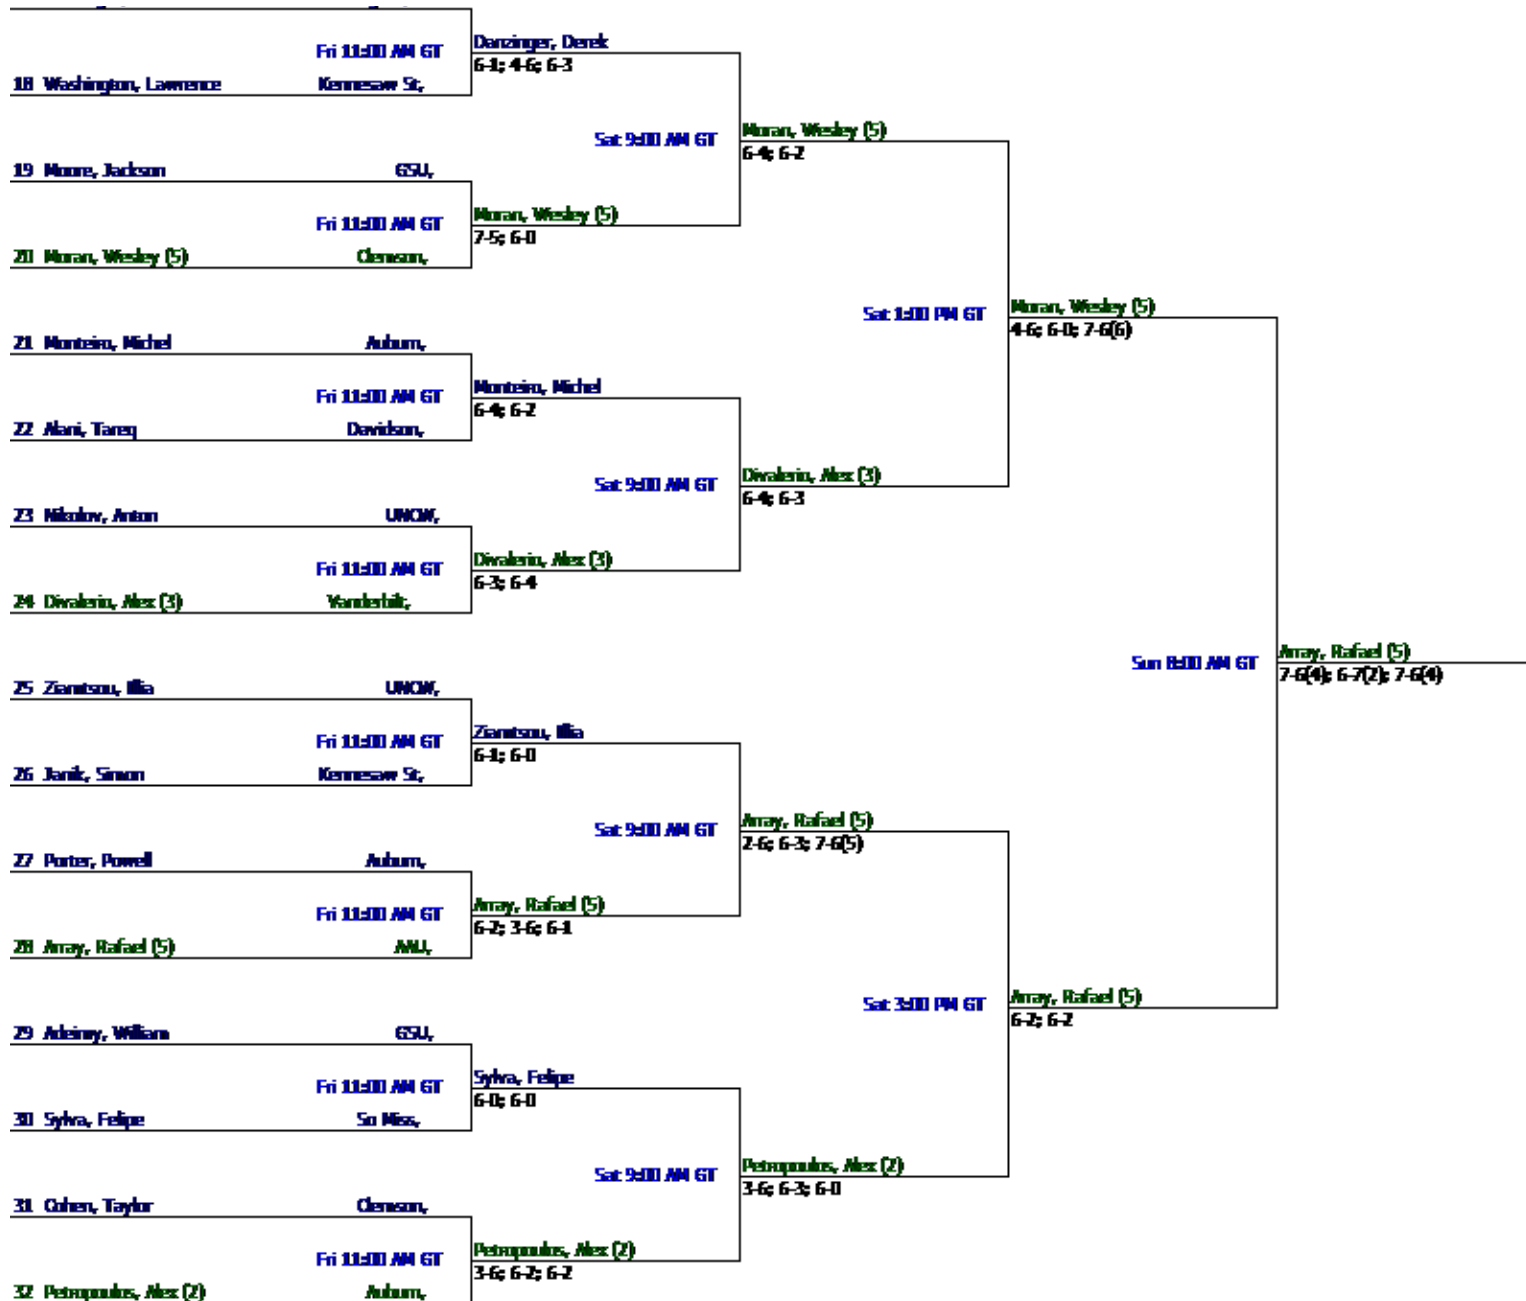 Fri 11:00 AM GT
Danzinger, Derek
6-1; 4-6; 6-3
18 Washington, Lawrence Kennesaw St,
Sat 9:00 AM GT
Moran, Wesley (5)
6-4; 6-2
19 Moore, Jackson GSU,
Fri 11:00 AM GT
Moran, Wesley (5)
7-5; 6-0
20 Moran, Wesley (5) Clemson,
Sat 1:00 PM GT
Moran, Wesley (5)
4-6; 6-0; 7-6(6)
21 Monteiro, Michel Auburn,
Fri 11:00 AM GT
Monteiro, Michel
6-4; 6-2
22 Alani, Tareq Davidson,
Sat 9:00 AM GT
Divalerio, Alex (3)
6-4; 6-3
23 Nikolov, Anton UNCW,
Fri 11:00 AM GT
Divalerio, Alex (3)
6-3; 6-4
24 Divalerio, Alex (3) Vanderbilt,
Sun 8:00 AM GT
Array, Rafael (5)
7-6(4); 6-7(2); 7-6(4)
25 Ziamtsou, Illia UNCW,
Fri 11:00 AM GT
Ziamtsou, Illia
6-1; 6-0
26 Janik, Simon Kennesaw St,
Sat 9:00 AM GT
Array, Rafael (5)
2-6; 6-3; 7-6(5)
27 Porter, Powell Auburn,
Fri 11:00 AM GT
Array, Rafael (5)
6-2; 3-6; 6-1
28 Array, Rafael (5) AAU,
Sat 3:00 PM GT
Array, Rafael (5)
6-2; 6-2
29 Adeimy, William GSU,
Fri 11:00 AM GT
Sylva, Felipe
6-0; 6-0
30 Sylva, Felipe So Miss,
Sat 9:00 AM GT
Petropoulos, Alex (2)
3-6; 6-3; 6-0
31 Cohen, Taylor Clemson,
Fri 11:00 AM GT
Petropoulos, Alex (2)
3-6; 6-2; 6-2
32 Petropoulos, Alex (2) Auburn,